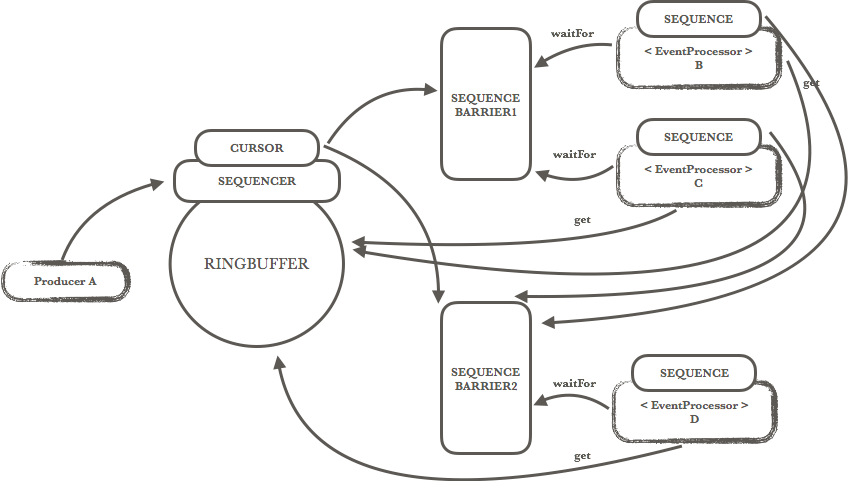 SEQUENCE
< EventProcessor >
B
waitFor
get
SEQUENCE
BARRIER1
CURSOR
SEQUENCER
SEQUENCE
< EventProcessor >
C
waitFor
get
RINGBUFFER
Producer A
SEQUENCE
BARRIER2
SEQUENCE
< EventProcessor >
D
waitFor
get